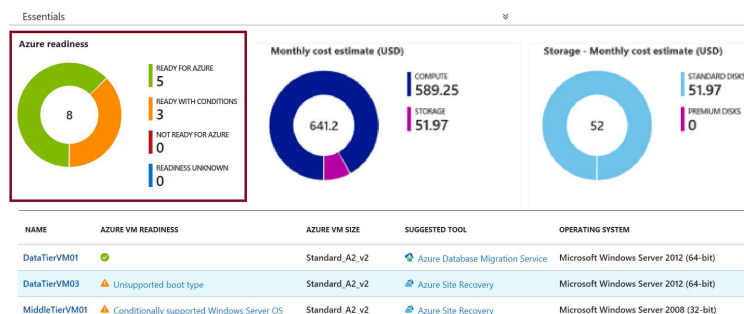 Essentials
Azure readiness
8
READY FOR AZURE
5
READY WITH CONDITIONS
3
NOT READY FOR AZURE
0
READINESS UNKNOWN
0
Monthly cost estimate (USD)
641.2
COMPUTE
589.25
STORAGE
51.97
Storage - Monthly cost estimate (USD)
52
STANDARD DISKS
51.97
PREMIUM DISKS
0
NAME AZURE VM READINESS AZURE VM SIZE SUGGESTED TOOL OPERATING SYSTEM
DataTierVM01 Standard_A2_v2 Azure Database Migration Service Microsoft Windows Server 2012 (64-bit)
DataTierVM03 Unsupported boot type Standard_A2_v2 Azure Site Recovery Microsoft Windows Server 2012 (64-bit)
MiddleTierVM01 Conditionally supported Windows Server OS Standard_A2_v2 Azure Site Recovery Microsoft Windows Server 2008 (32-bit)